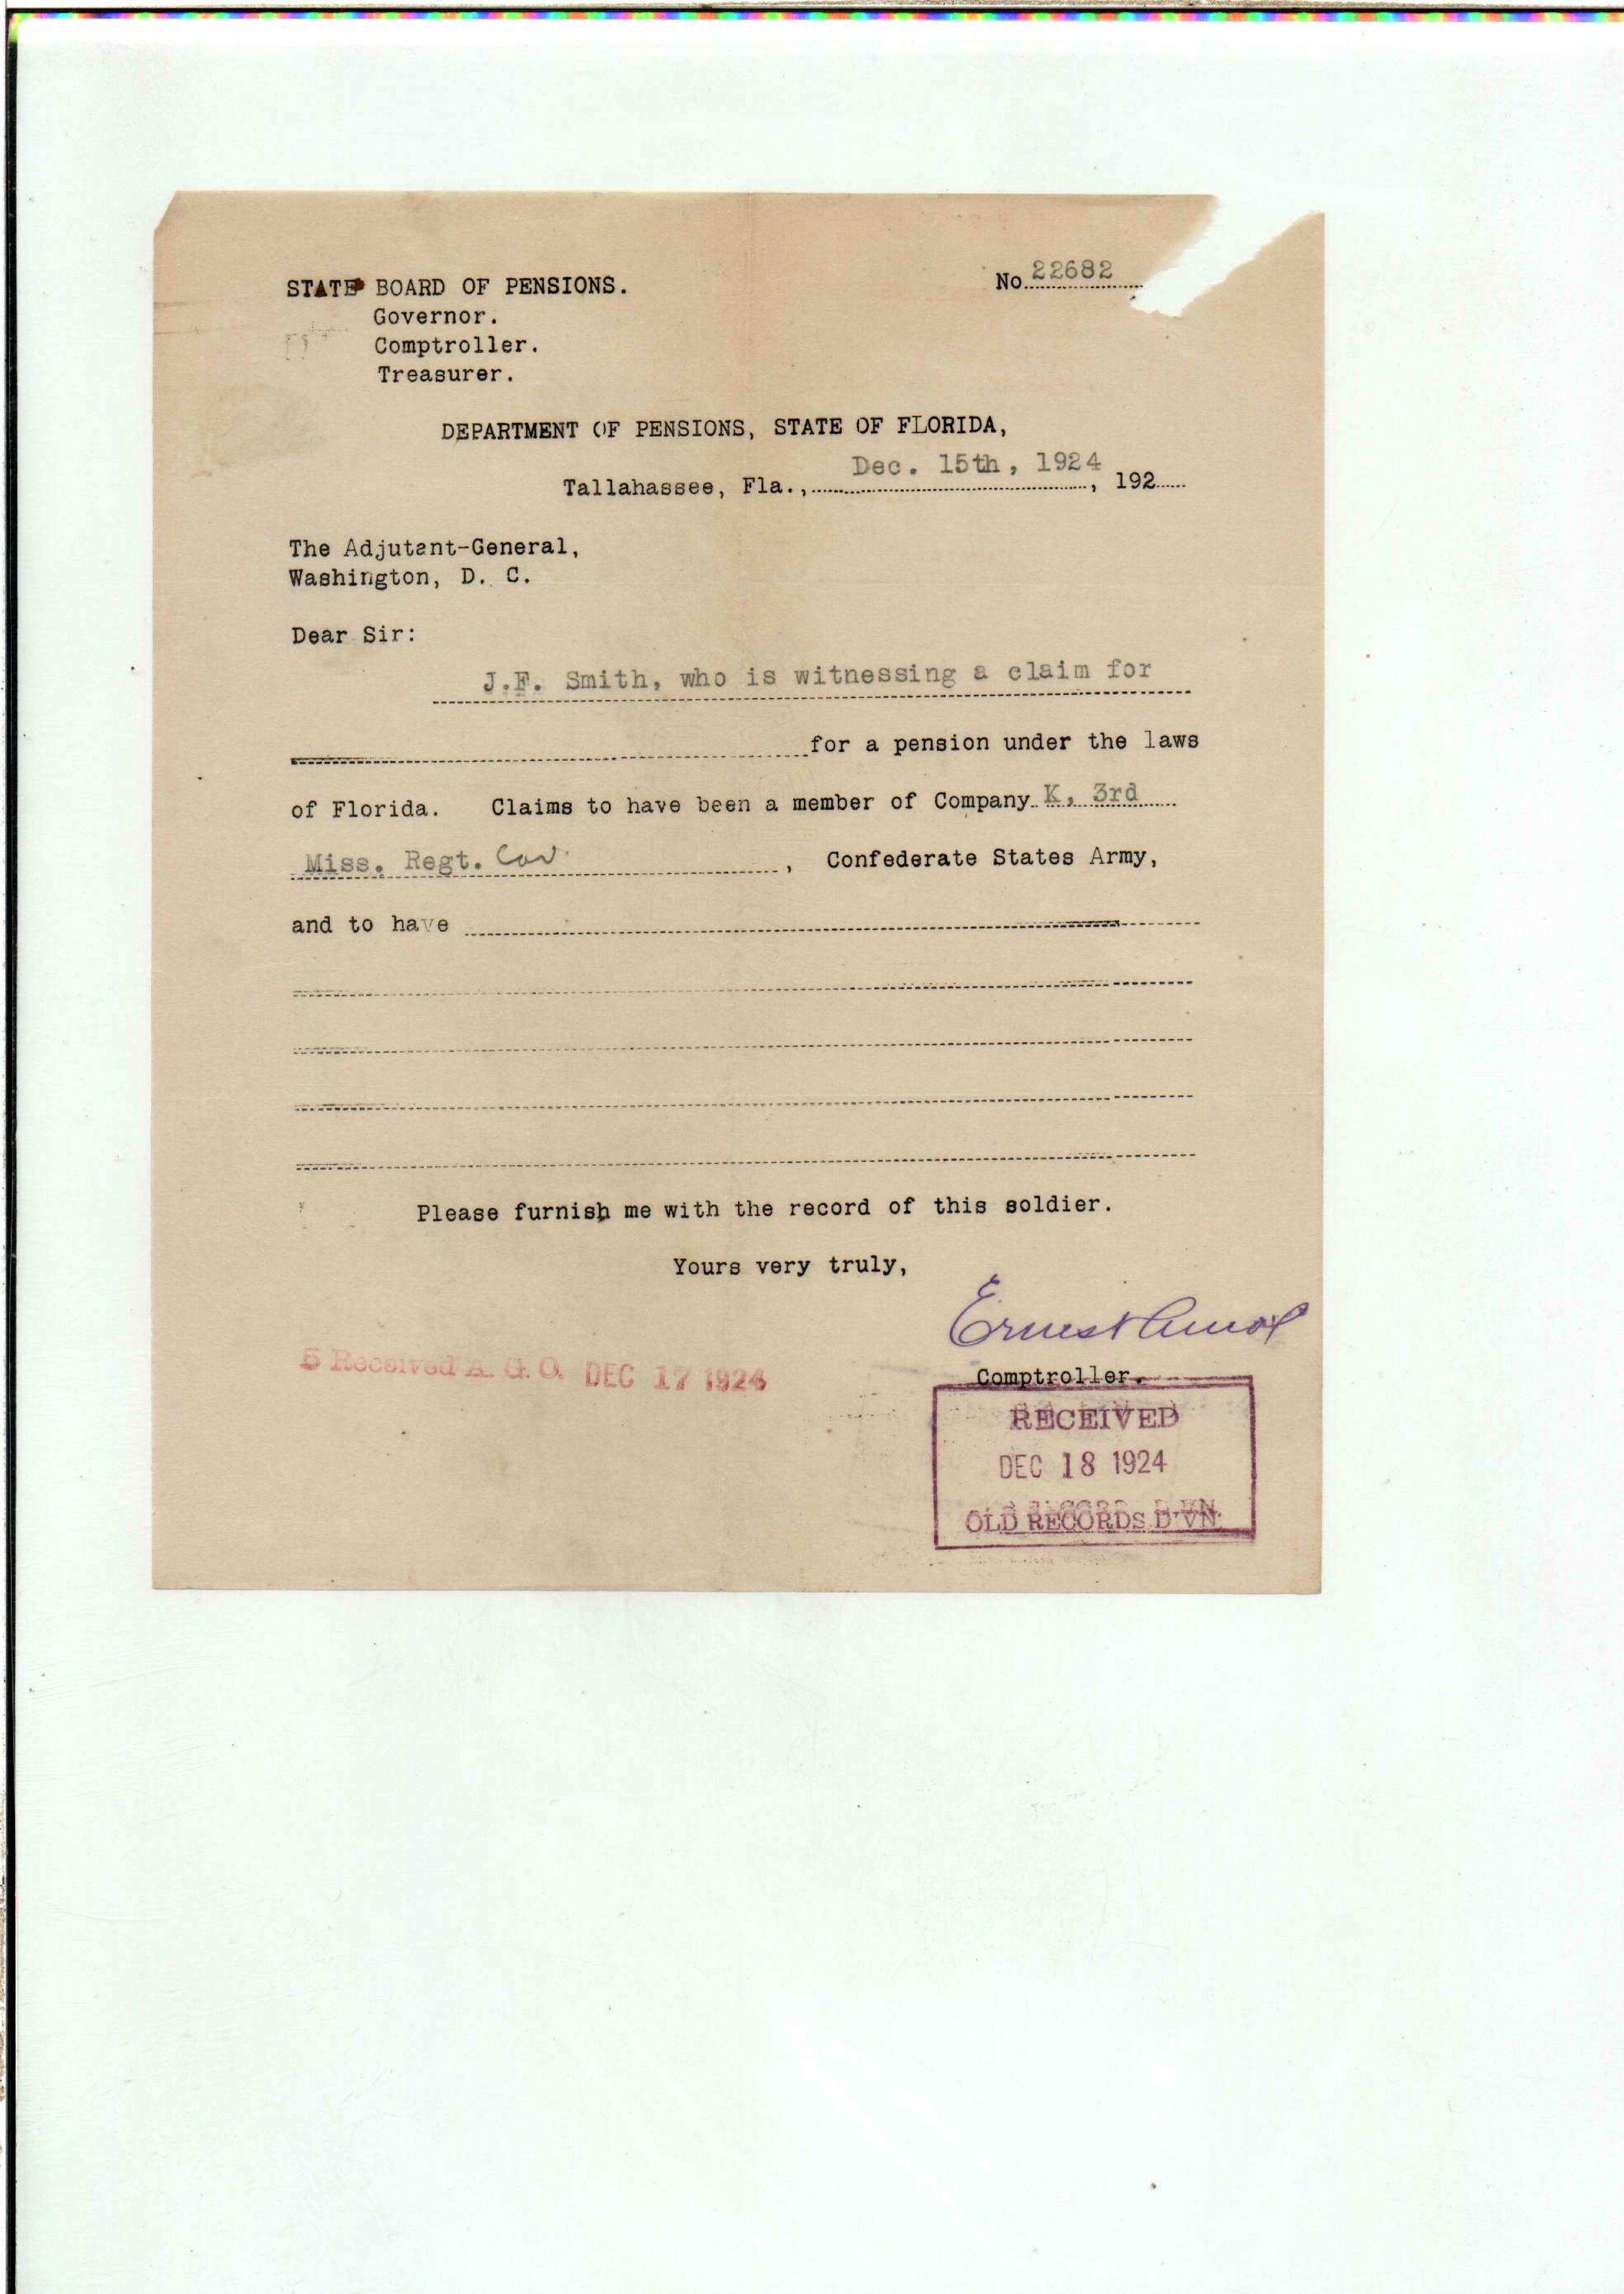 STATE BOARD OF PENSIONS.
No. 22682
Governor.
Comptroller.
Treasurer.
DEPARTMENT OF PENSIONS, STATE OF FLORIDA,
Dec. 15th, 1924
Tallahassee, Fla., , 192
The Adjutant-General,
Washington, D. C.
Dear Sir:
J.F. Smith, who is witnessing a claim for
for a pension under the laws
of Florida. Claims to have been a member of Company K, 3rd
Miss. Regt. Cav. , Confederate States Army,
and to have
Please furnish me with the record of this soldier.
Yours very truly,
Ernest Amos
Comptroller.
5 Received A. G. O. DEC 17 1924
RECEIVED
DEC 18 1924
OLD RECORDS D'V'N.